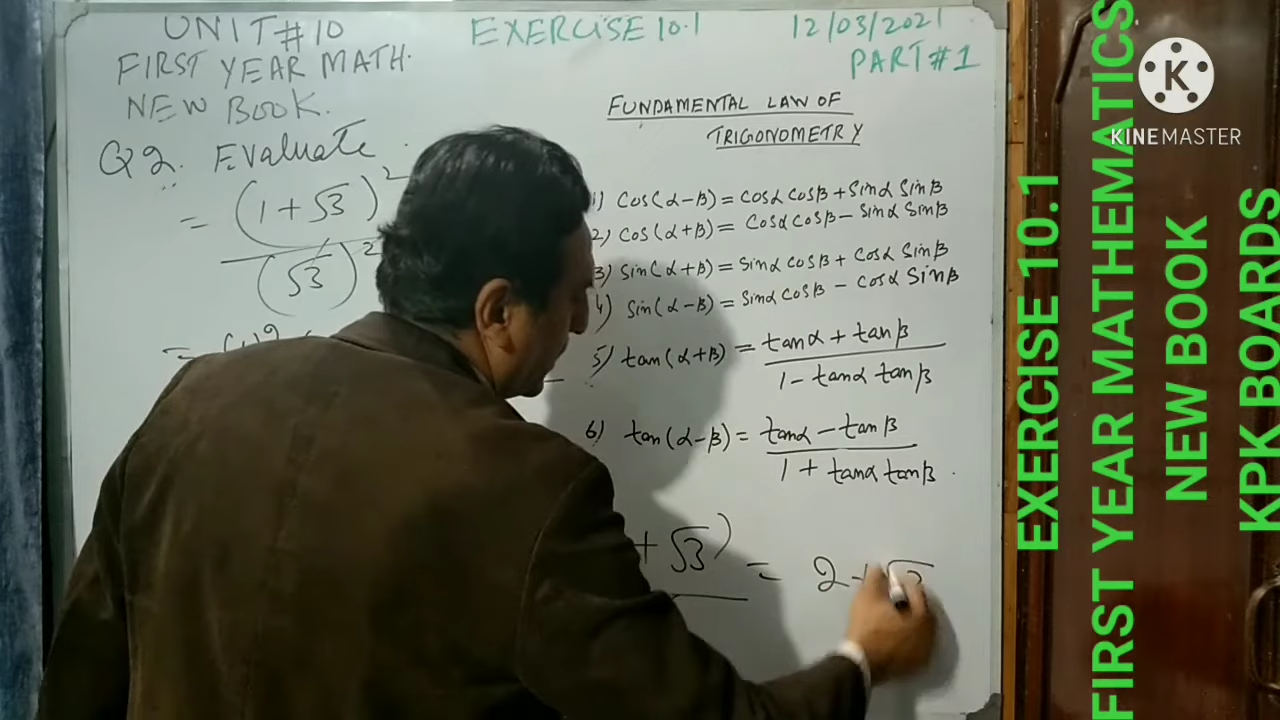 UNIT#10
FIRST YEAR MATH.
NEW BOOK.
EXERCISE 10.1
12/03/2021
PART#1
Q2. Evaluate.
= (1+√3)²
(√3)²
=
FUNDAMENTAL LAW OF
TRIGONOMETRY
1) Cos(α-β) = Cosα Cosβ + Sinα Sinβ
2) Cos(α+β) = Cosα Cosβ - Sinα Sinβ
3) Sin(α+β) = Sinα Cosβ + Cosα Sinβ
4) Sin(α-β) = Sinα Cosβ - Cosα Sinβ
5) tan(α+β) = tanα + tanβ
1 - tanα tanβ
6) tan(α-β) = tanα - tanβ
1 + tanα tanβ.
+ √3) = 2+√3
K
KINEMASTER
EXERCISE 10.1
FIRST YEAR MATHEMATICS
NEW BOOK
KPK BOARDS